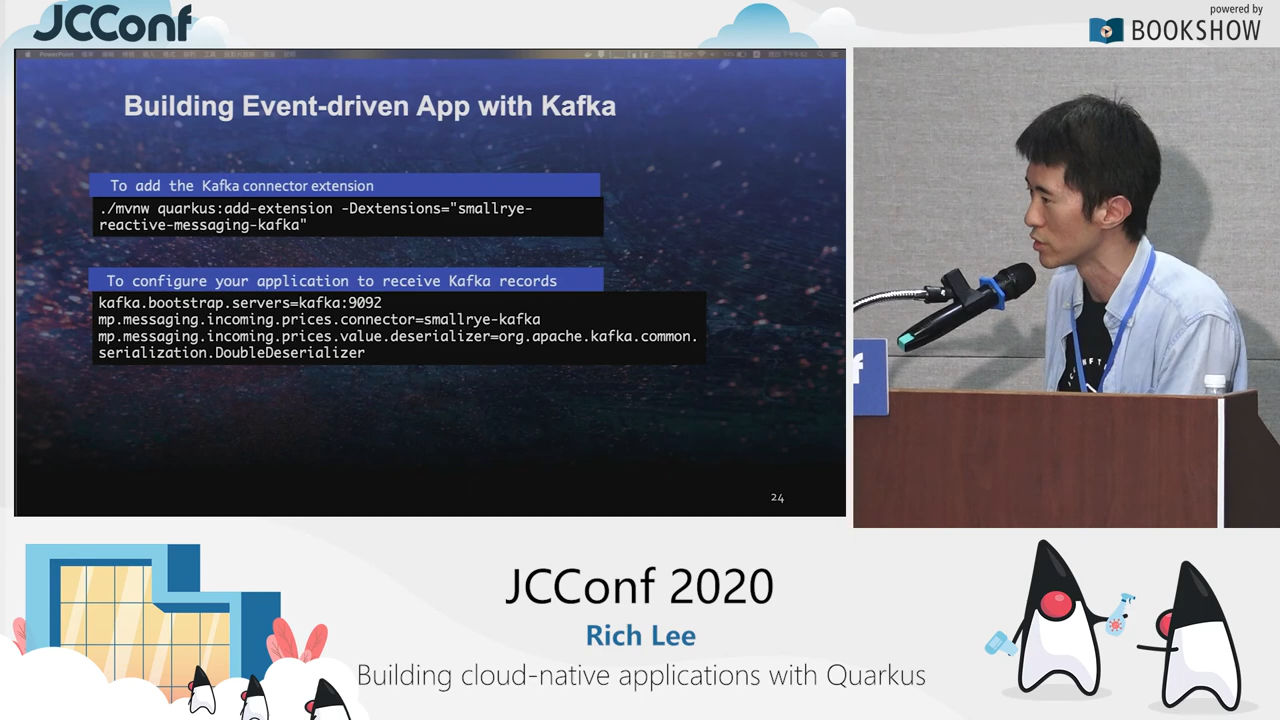 JCConf
powered by
BOOKSHOW
PowerPoint
Building Event-driven App with Kafka
To add the Kafka connector extension
./mvnw quarkus:add-extension -Dextensions="smallrye-
reactive-messaging-kafka"
To configure your application to receive Kafka records
kafka.bootstrap.servers=kafka:9092
mp.messaging.incoming.prices.connector=smallrye-kafka
mp.messaging.incoming.prices.value.deserializer=org.apache.kafka.common.
serialization.DoubleDeserializer
24
f
JCConf 2020
Rich Lee
Building cloud-native applications with Quarkus